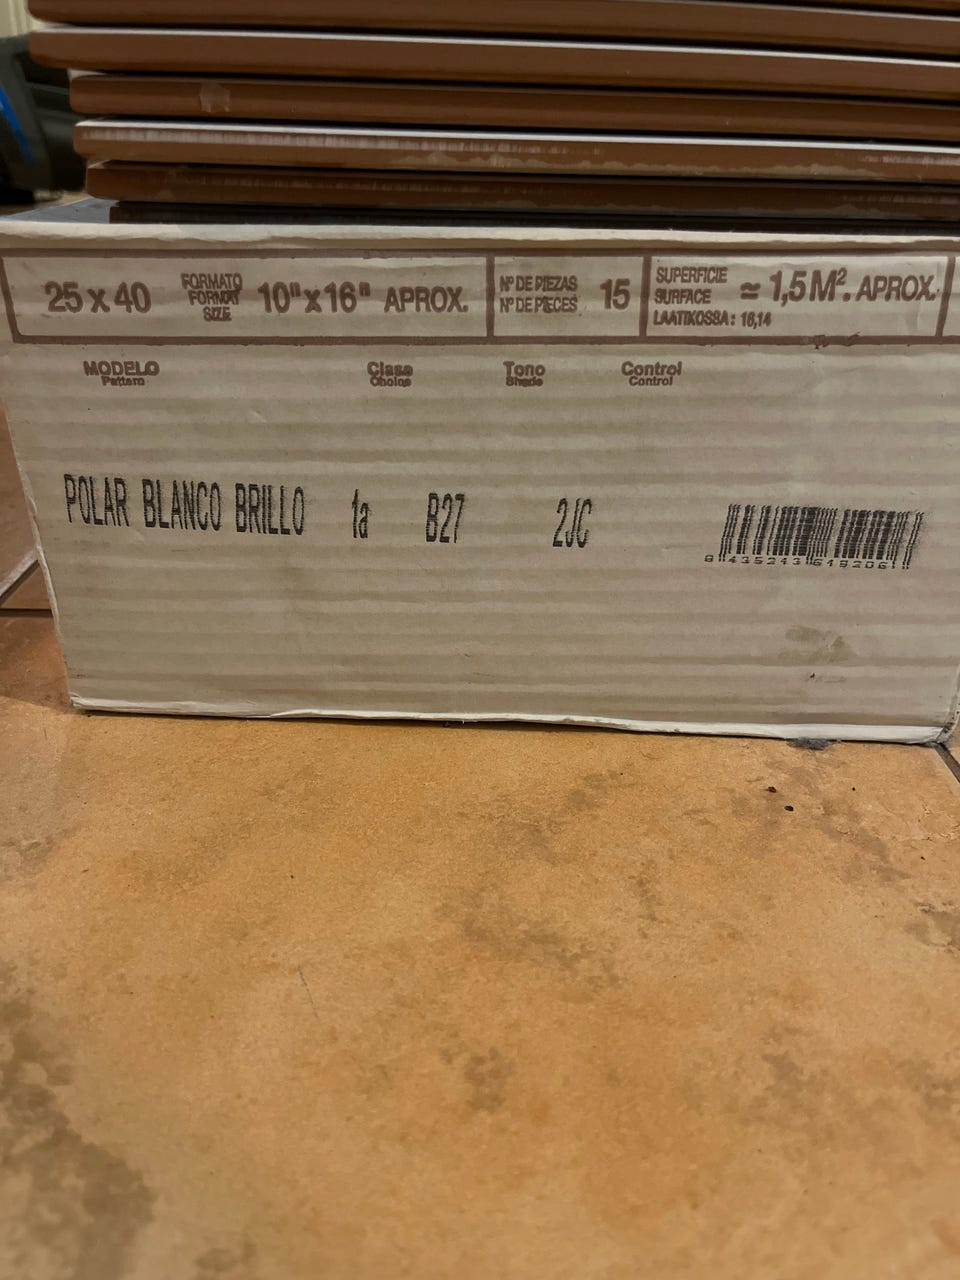 25 x 40
FORMATO
FORMAT
SIZE
10" x 16" APROX.
Nº DE PIEZAS
Nº DE PIECES
15
SUPERFICIE
SURFACE
≃ 1,5 M². APROX.
LAATIKOSSA: 16,14
MODELO
Pattern
Clase
Choice
Tono
Shade
Control
Control
POLAR BLANCO BRILLO 1a B27 2JC